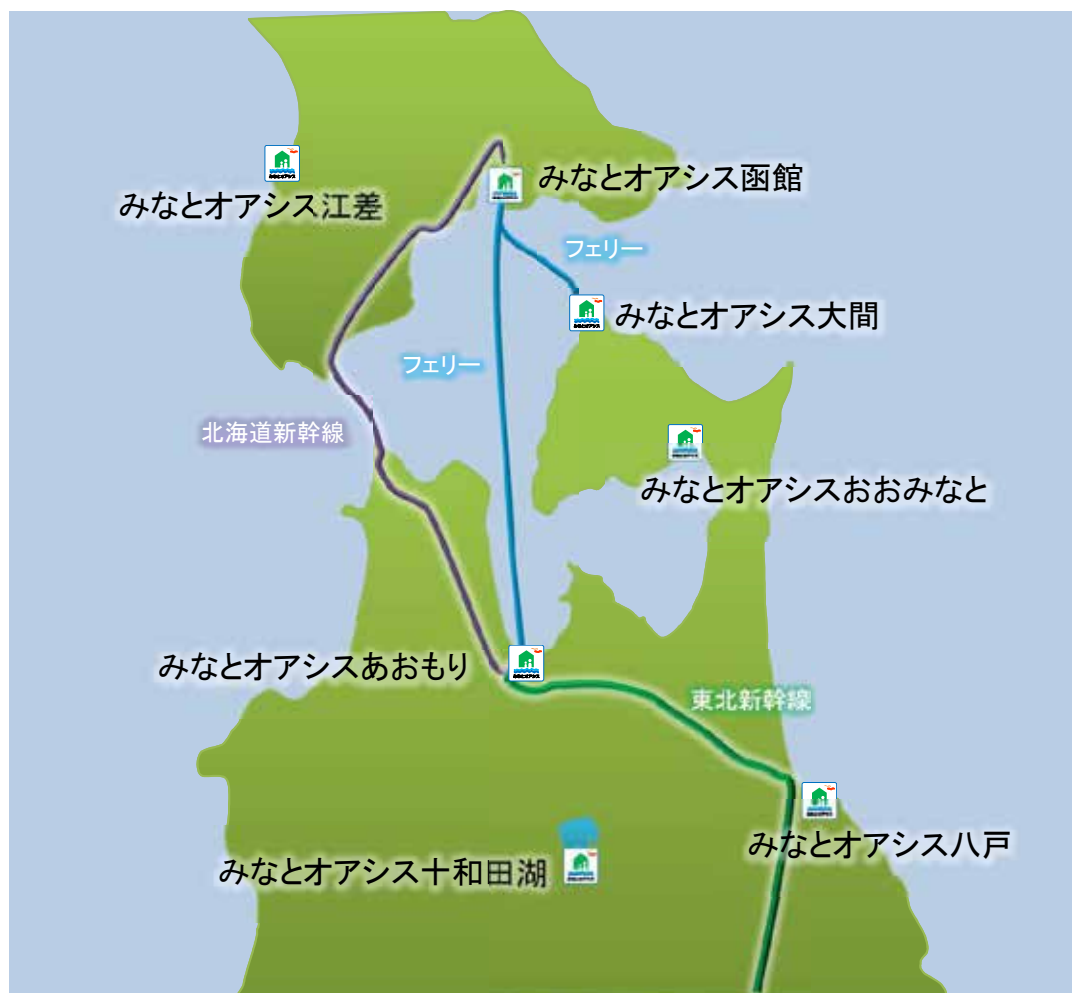 みなとオアシス函館
みなとオアシス江差
フェリー
みなとオアシス大間
フェリー
北海道新幹線
みなとオアシスおおみなと
みなとオアシスあおもり
東北新幹線
みなとオアシス八戸
みなとオアシス十和田湖